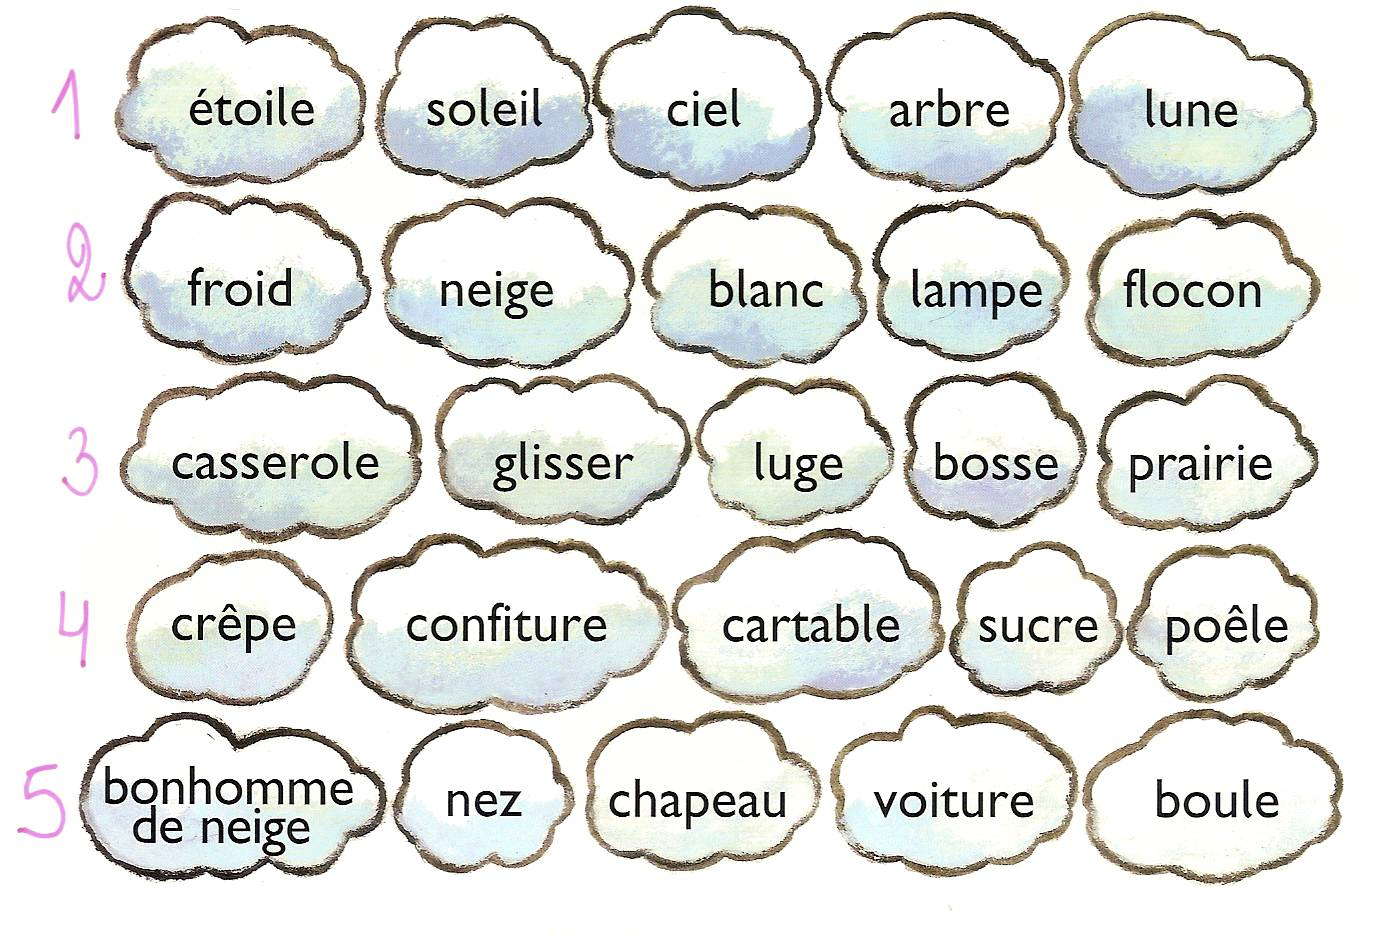 1 étoile soleil ciel arbre lune
2 froid neige blanc lampe flocon
3 casserole glisser luge bosse prairie
4 crêpe confiture cartable sucre poêle
5 bonhomme de neige nez chapeau voiture boule